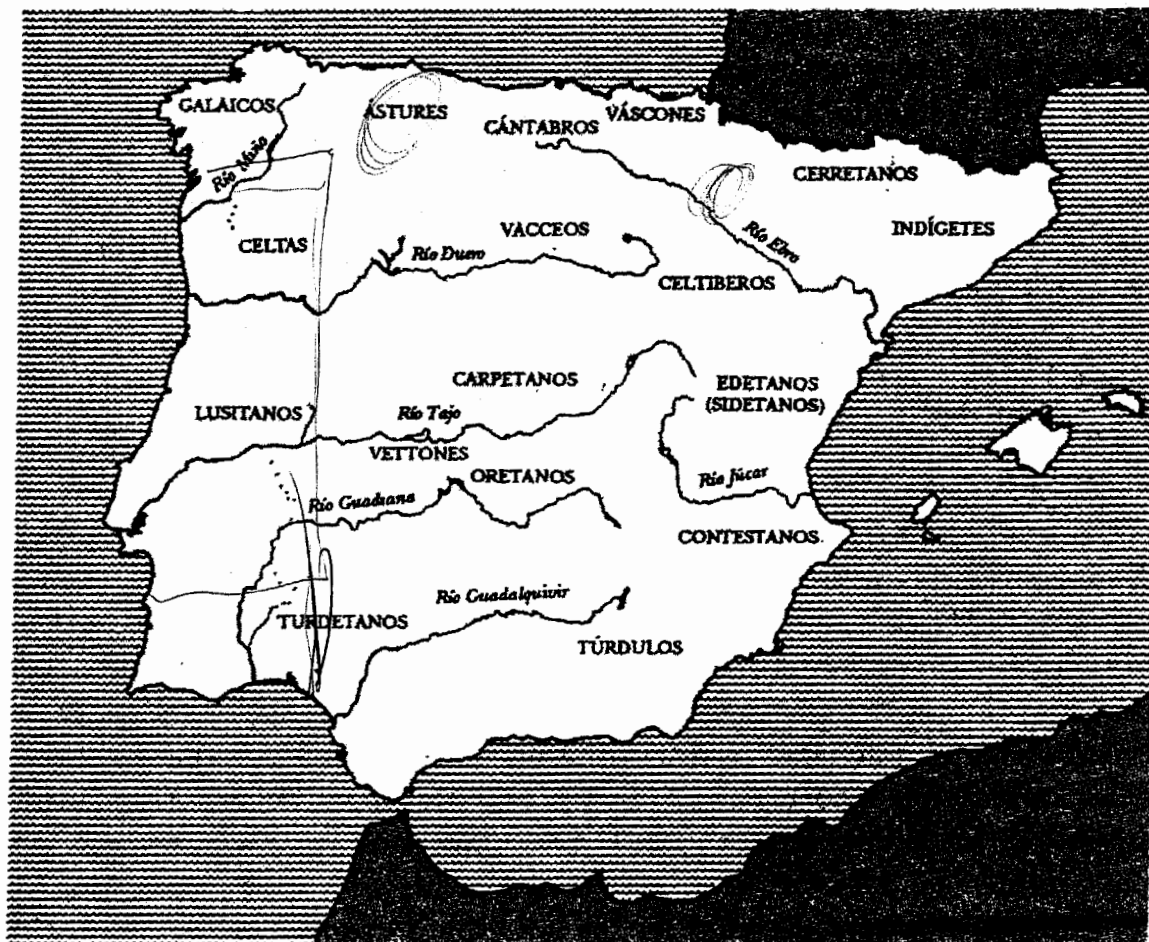 GALAICOS
ASTURES
CÁNTABROS
VÁSCONES
Río Miño
CERRETANOS
CELTAS
VACCEOS
Río Duero
Río Ebro
INDÍGETES
CELTIBEROS
CARPETANOS
EDETANOS
(SIDETANOS)
LUSITANOS
Río Tajo
VETTONES
ORETANOS
Río Guadiana
Río Júcar
CONTESTANOS
Río Guadalquivir
TURDETANOS
TÚRDULOS